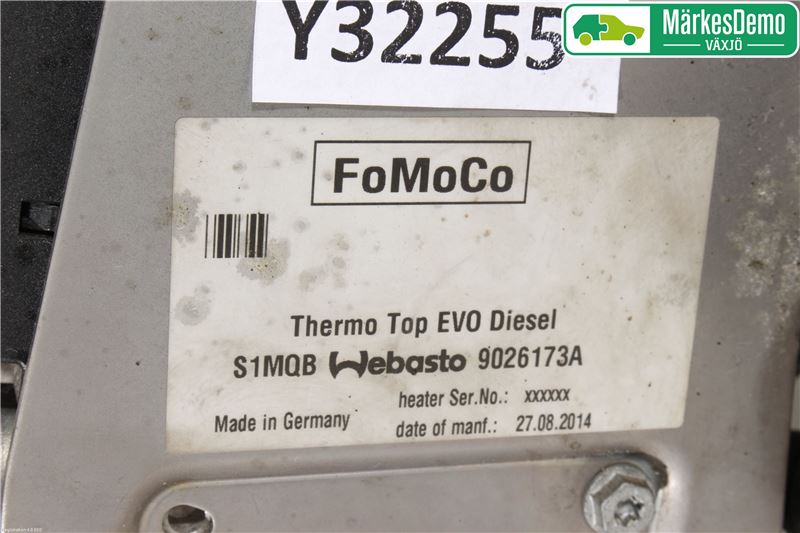 Y32255
MärkesDemo
VÄXJÖ
FoMoCo
Thermo Top EVO Diesel
S1MQB Webasto 9026173A
heater Ser.No.: xxxxxx
Made in Germany
date of manf.: 27.08.2014